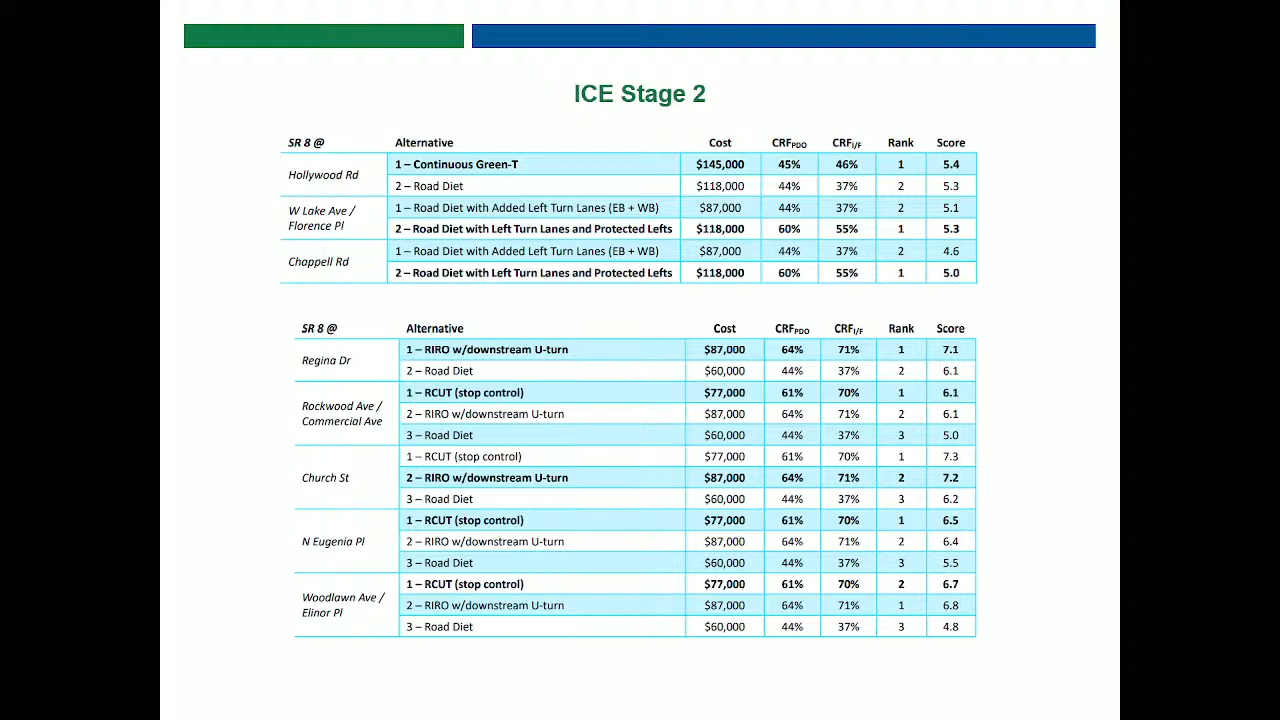 ICE Stage 2
SR 8 @ Alternative Cost CRFPDO CRFI/F Rank Score
Hollywood Rd
1 – Continuous Green-T $145,000 45% 46% 1 5.4
2 – Road Diet $118,000 44% 37% 2 5.3
W Lake Ave /
Florence Pl
1 – Road Diet with Added Left Turn Lanes (EB + WB) $87,000 44% 37% 2 5.1
2 – Road Diet with Left Turn Lanes and Protected Lefts $118,000 60% 55% 1 5.3
Chappell Rd
1 – Road Diet with Added Left Turn Lanes (EB + WB) $87,000 44% 37% 2 4.6
2 – Road Diet with Left Turn Lanes and Protected Lefts $118,000 60% 55% 1 5.0
SR 8 @ Alternative Cost CRFPDO CRFI/F Rank Score
Regina Dr
1 – RIRO w/downstream U-turn $87,000 64% 71% 1 7.1
2 – Road Diet $60,000 44% 37% 2 6.1
Rockwood Ave /
Commercial Ave
1 – RCUT (stop control) $77,000 61% 70% 1 6.1
2 – RIRO w/downstream U-turn $87,000 64% 71% 2 6.1
3 – Road Diet $60,000 44% 37% 3 5.0
Church St
1 – RCUT (stop control) $77,000 61% 70% 1 7.3
2 – RIRO w/downstream U-turn $87,000 64% 71% 2 7.2
3 – Road Diet $60,000 44% 37% 3 6.2
N Eugenia Pl
1 – RCUT (stop control) $77,000 61% 70% 1 6.5
2 – RIRO w/downstream U-turn $87,000 64% 71% 2 6.4
3 – Road Diet $60,000 44% 37% 3 5.5
Woodlawn Ave /
Elinor Pl
1 – RCUT (stop control) $77,000 61% 70% 2 6.7
2 – RIRO w/downstream U-turn $87,000 64% 71% 1 6.8
3 – Road Diet $60,000 44% 37% 3 4.8